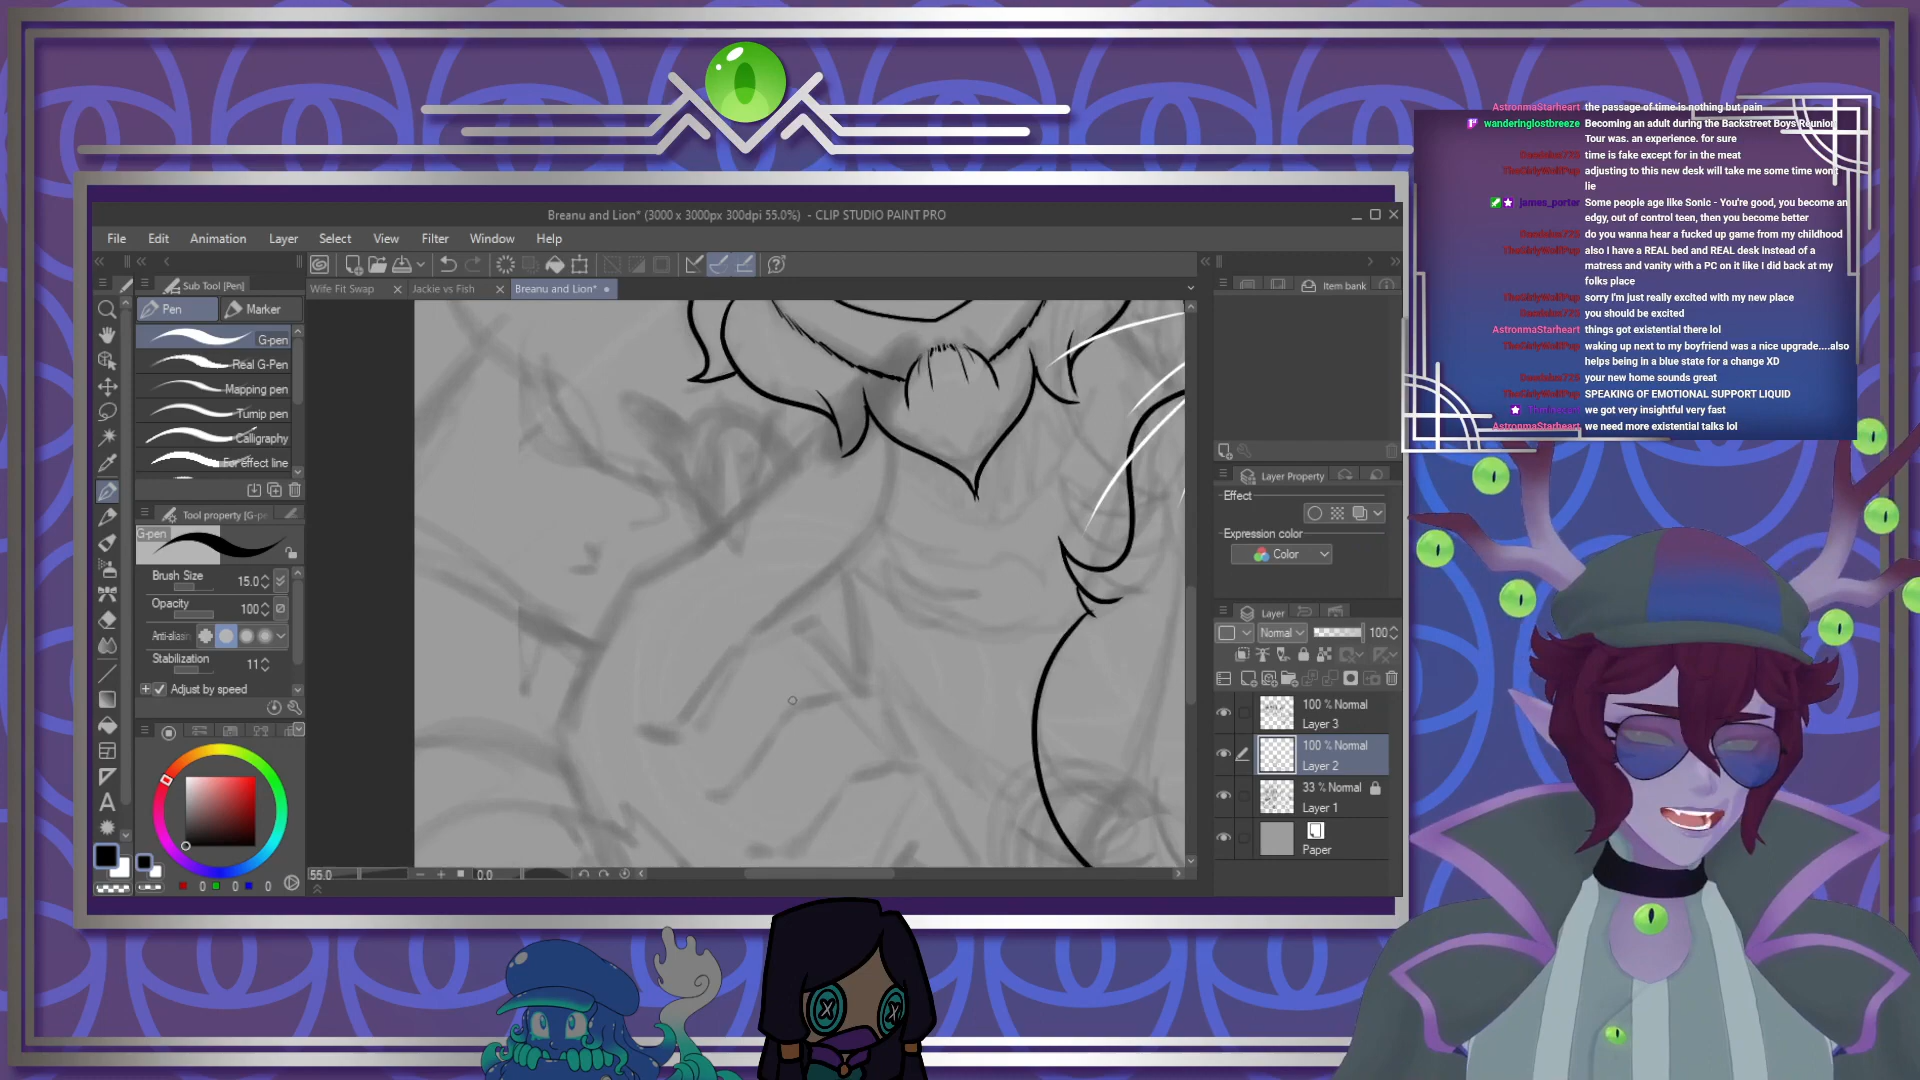 Breanu and Lion* (3000 x 3000px 300dpi 55.0%) - CLIP STUDIO PAINT PRO
File Edit Animation Layer Select View Filter Window Help
Sub Tool [Pen]
Pen Marker
G-pen
Real G-Pen
Mapping pen
Turnip pen
Calligraphy
For effect line
Tool property [G-pe
G-pen
Brush Size 15.0
Opacity 100
Anti-aliasin
Stabilization 11
Adjust by speed
0 0 0
Wife Fit Swap Jackie vs Fish Breanu and Lion*
55.0 0.0
Item bank
Layer Property
Effect
Expression color
Color
Layer
Normal 100
100 % Normal
Layer 3
100 % Normal
Layer 2
33 % Normal
Layer 1
Paper
AstronmaStarheart the passage of time is nothing but pain
wanderinglostbreeze Becoming an adult during the Backstreet Boys Reunion
Tour was. an experience. for sure
time is fake except for in the meat
TheGirlyWolfPup adjusting to this new desk will take me some time wont
lie
james_porter Some people age like Sonic - You're good, you become an
edgy, out of control teen, then you become better
do you wanna hear a fucked up game from my childhood
TheGirlyWolfPup also I have a REAL bed and REAL desk instead of a
matress and vanity with a PC on it like I did back at my
folks place
TheGirlyWolfPup sorry I'm just really excited with my new place
you should be excited
AstronmaStarheart things got existential there lol
TheGirlyWolfPup waking up next to my boyfriend was a nice upgrade....also
helps being in a blue state for a change XD
your new home sounds great
TheGirlyWolfPup SPEAKING OF EMOTIONAL SUPPORT LIQUID
we got very insightful very fast
AstronmaStarheart we need more existential talks lol